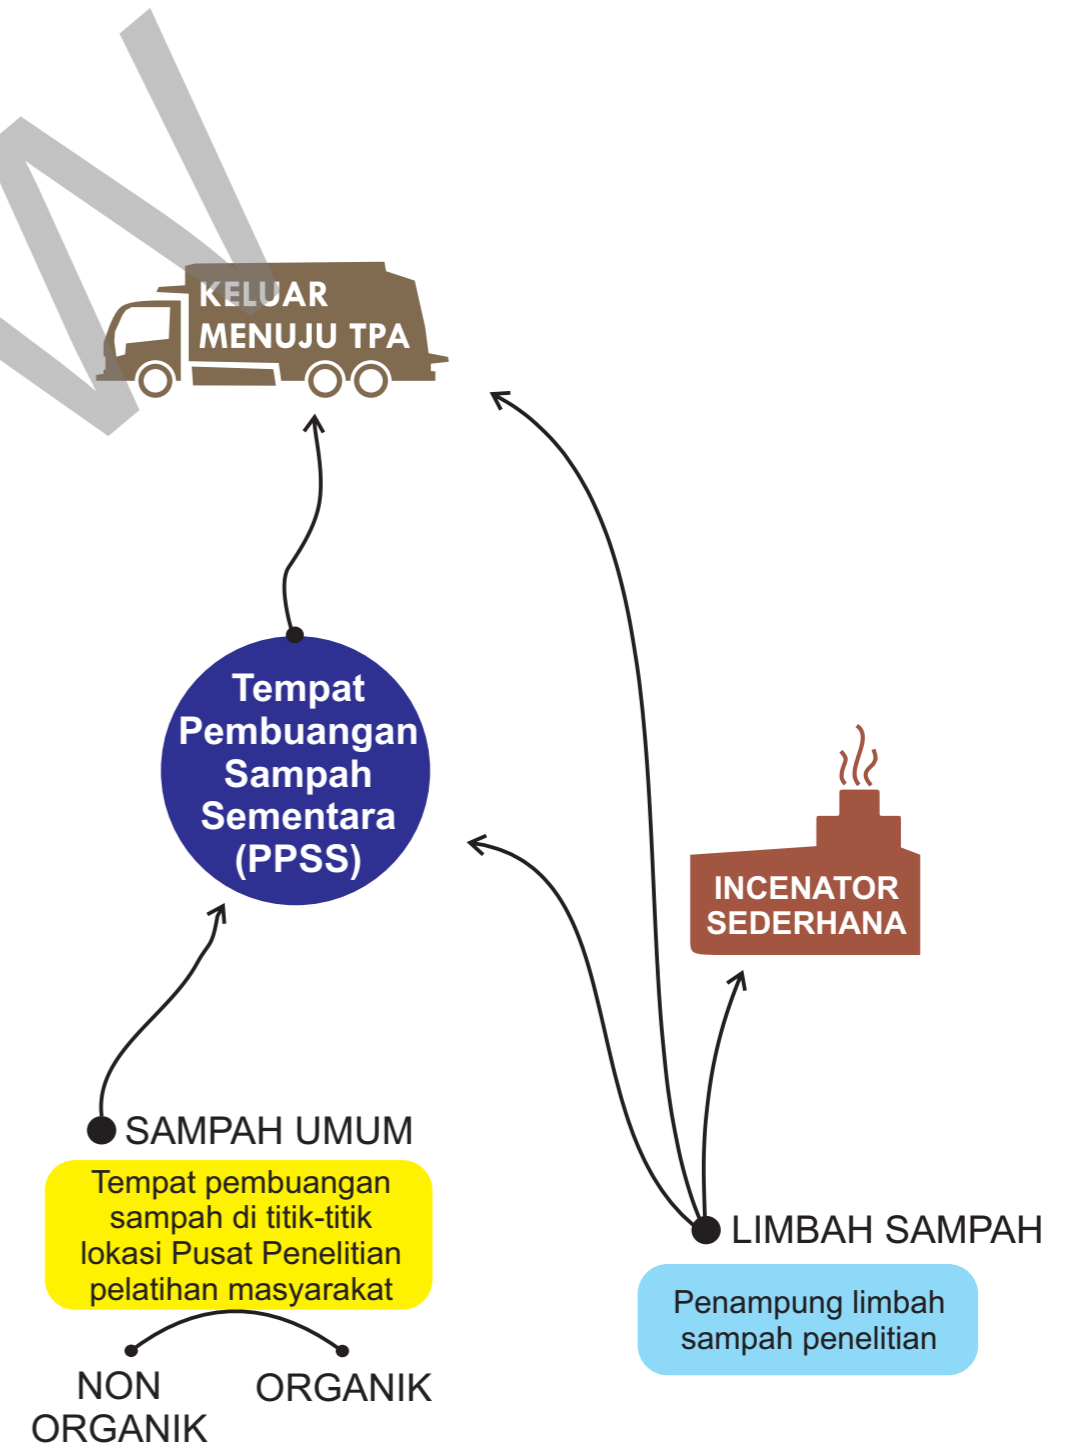 KELUAR
MENUJU TPA
Tempat
Pembuangan
Sampah
Sementara
(PPSS)
INCENATOR
SEDERHANA
SAMPAH UMUM
Tempat pembuangan
sampah di titik-titik
lokasi Pusat Penelitian
pelatihan masyarakat
NON
ORGANIK
ORGANIK
LIMBAH SAMPAH
Penampung limbah
sampah penelitian